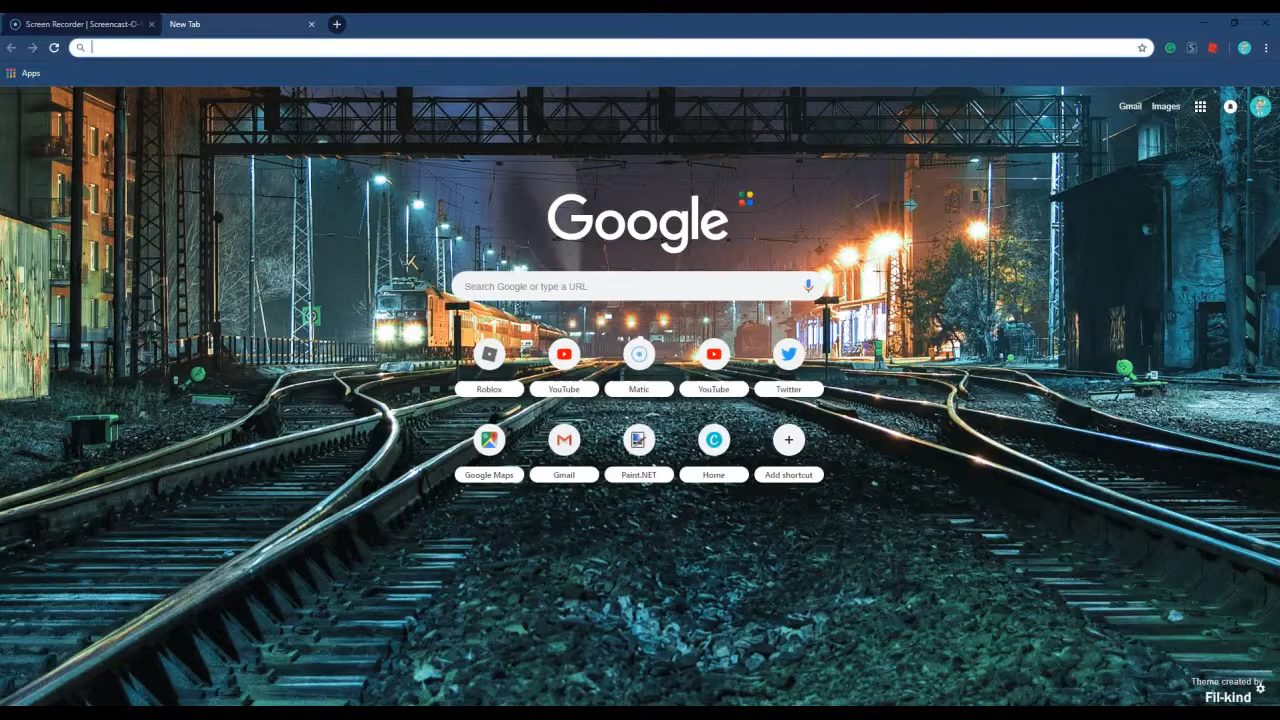 Screen Recorder | Screencast-O-
New Tab
Apps
Gmail Images
Google
Search Google or type a URL
Roblox YouTube Matic YouTube Twitter
Google Maps Gmail Paint.NET Home Add shortcut
Theme created by
Fil-kind